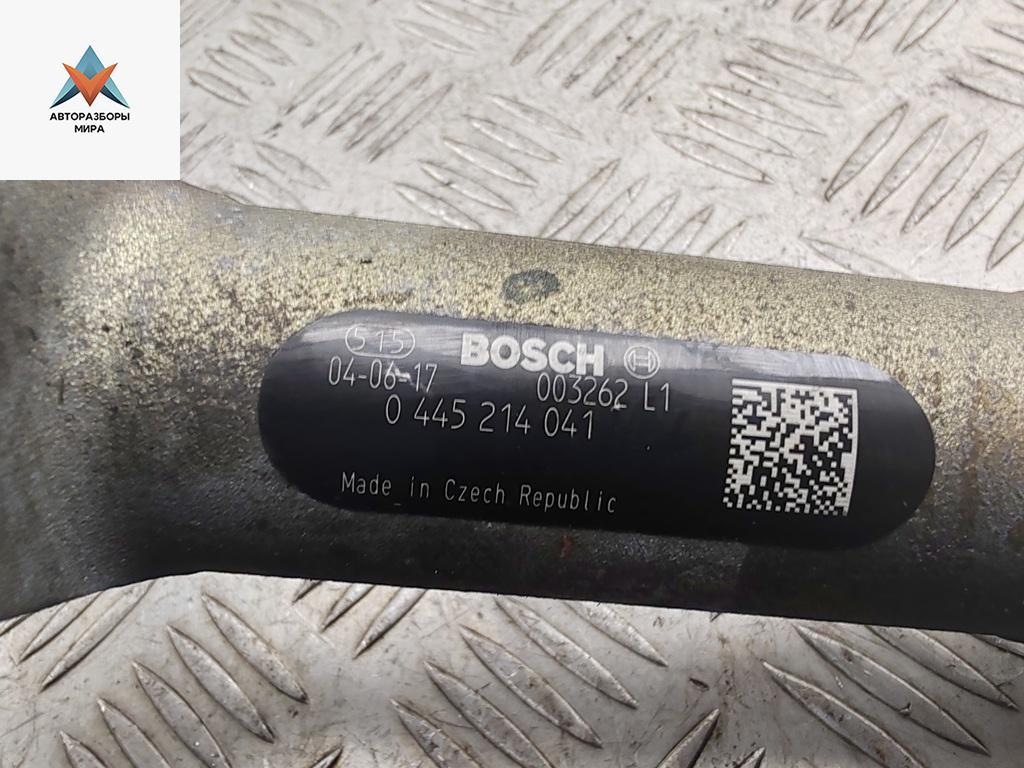 АВТОРАЗБОРЫ
МИРА
515 BOSCH
04-06-17 003262 L1
0 445 214 041
Made in Czech Republic